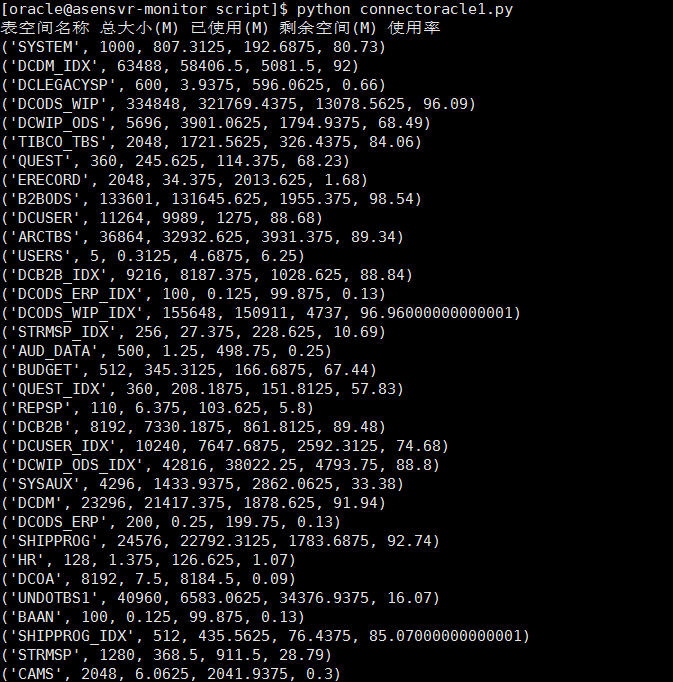 [oracle@asensvr-monitor script]$ python connectoracle1.py
表空间名称 总大小(M) 已使用(M) 剩余空间(M) 使用率
('SYSTEM', 1000, 807.3125, 192.6875, 80.73)
('DCDM_IDX', 63488, 58406.5, 5081.5, 92)
('DCLEGACYSP', 600, 3.9375, 596.0625, 0.66)
('DCODS_WIP', 334848, 321769.4375, 13078.5625, 96.09)
('DCWIP_ODS', 5696, 3901.0625, 1794.9375, 68.49)
('TIBCO_TBS', 2048, 1721.5625, 326.4375, 84.06)
('QUEST', 360, 245.625, 114.375, 68.23)
('ERECORD', 2048, 34.375, 2013.625, 1.68)
('B2BODS', 133601, 131645.625, 1955.375, 98.54)
('DCUSER', 11264, 9989, 1275, 88.68)
('ARCTBS', 36864, 32932.625, 3931.375, 89.34)
('USERS', 5, 0.3125, 4.6875, 6.25)
('DCB2B_IDX', 9216, 8187.375, 1028.625, 88.84)
('DCODS_ERP_IDX', 100, 0.125, 99.875, 0.13)
('DCODS_WIP_IDX', 155648, 150911, 4737, 96.96000000000001)
('STRMSP_IDX', 256, 27.375, 228.625, 10.69)
('AUD_DATA', 500, 1.25, 498.75, 0.25)
('BUDGET', 512, 345.3125, 166.6875, 67.44)
('QUEST_IDX', 360, 208.1875, 151.8125, 57.83)
('REPSP', 110, 6.375, 103.625, 5.8)
('DCB2B', 8192, 7330.1875, 861.8125, 89.48)
('DCUSER_IDX', 10240, 7647.6875, 2592.3125, 74.68)
('DCWIP_ODS_IDX', 42816, 38022.25, 4793.75, 88.8)
('SYSAUX', 4296, 1433.9375, 2862.0625, 33.38)
('DCDM', 23296, 21417.375, 1878.625, 91.94)
('DCODS_ERP', 200, 0.25, 199.75, 0.13)
('SHIPPROG', 24576, 22792.3125, 1783.6875, 92.74)
('HR', 128, 1.375, 126.625, 1.07)
('DCOA', 8192, 7.5, 8184.5, 0.09)
('UNDOTBS1', 40960, 6583.0625, 34376.9375, 16.07)
('BAAN', 100, 0.125, 99.875, 0.13)
('SHIPPROG_IDX', 512, 435.5625, 76.4375, 85.07000000000001)
('STRMSP', 1280, 368.5, 911.5, 28.79)
('CAMS', 2048, 6.0625, 2041.9375, 0.3)